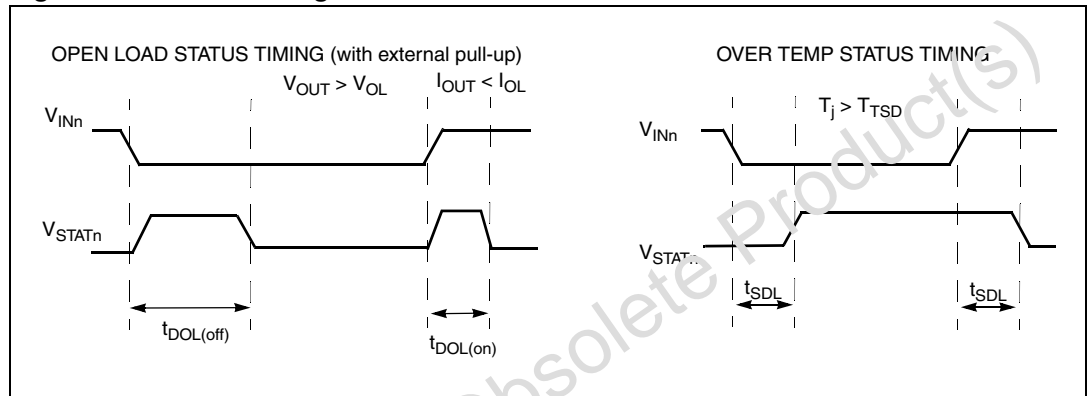 OPEN LOAD STATUS TIMING (with external pull-up)
VOUT > VOL
IOUT < IOL
VINn
VSTATn
tDOL(off)
tDOL(on)
OVER TEMP STATUS TIMING
Tj > TTSD
VINn
VSTATn
tSDL
tSDL
Obsolete Product(s)